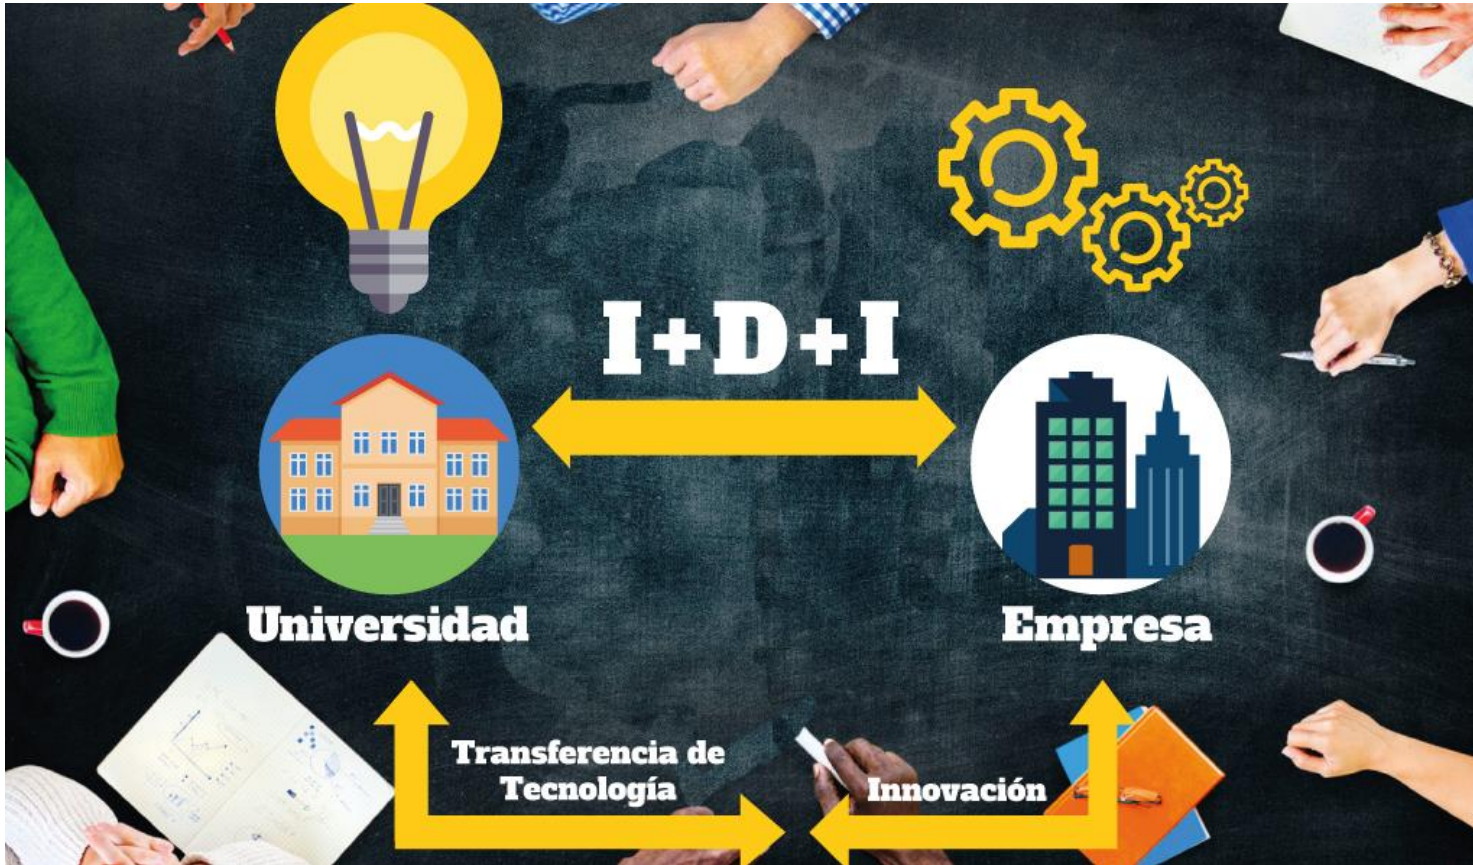 I+D+I
Universidad
Empresa
Transferencia de
Tecnología
Innovación